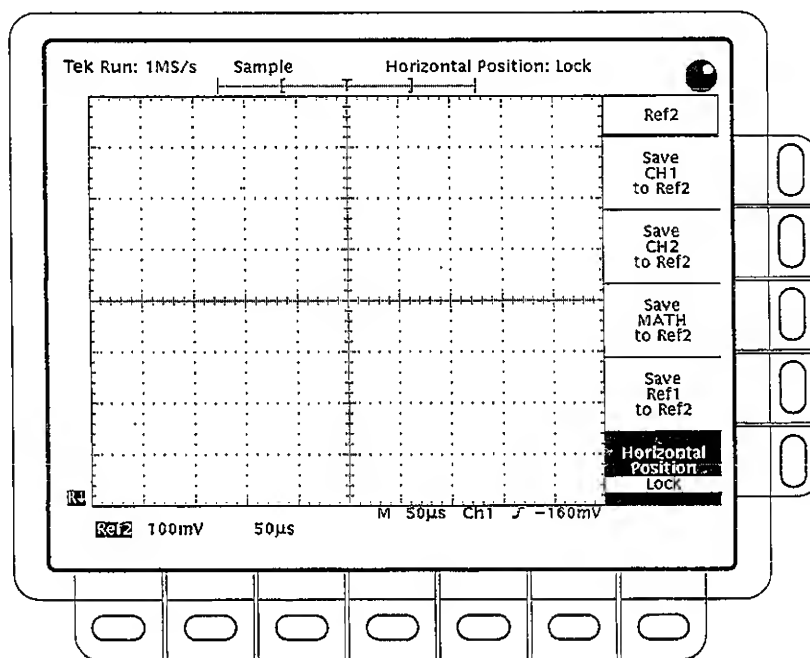 Tek Run: 1MS/s Sample Horizontal Position: Lock
Ref2
Save
CH1
to Ref2
Save
CH2
to Ref2
Save
MATH
to Ref2
Save
Ref1
to Ref2
Horizontal
Position
Lock
R↓
M 50µs Ch1 ∫ -160mV
Ref2 100mV 50µs